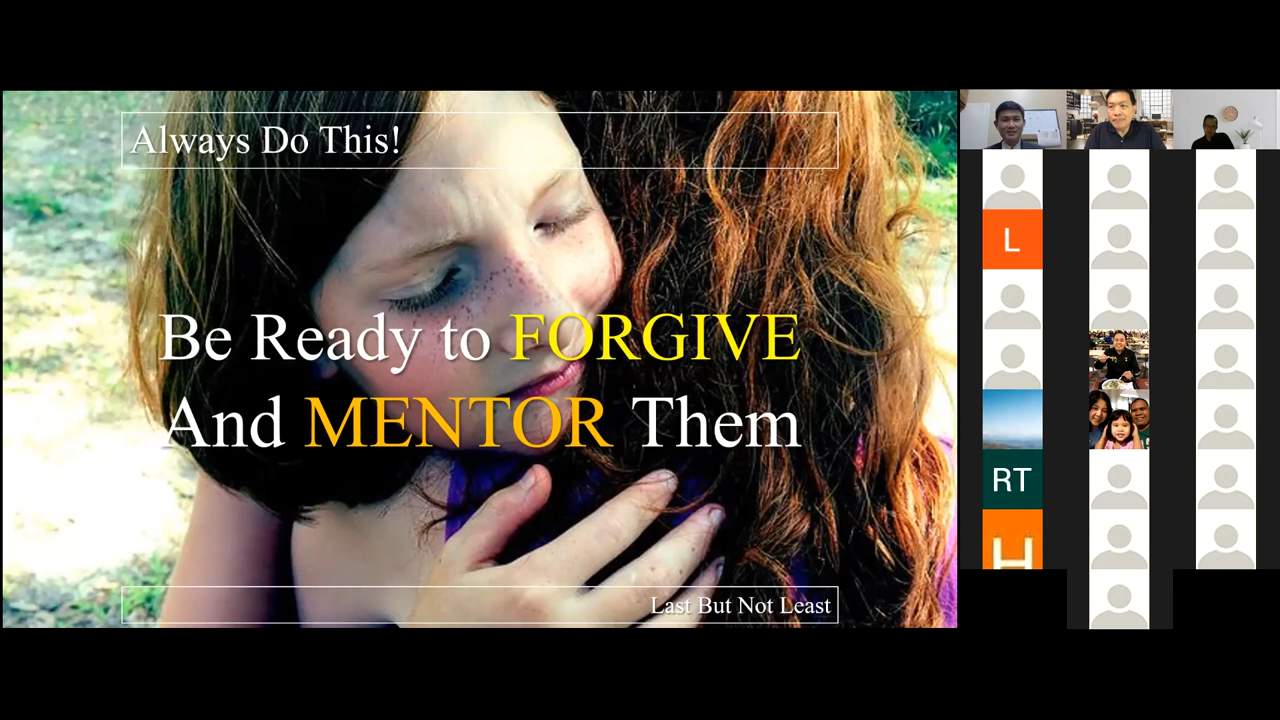 Always Do This!
Be Ready to FORGIVE
And MENTOR Them
Last But Not Least
L
RT
H